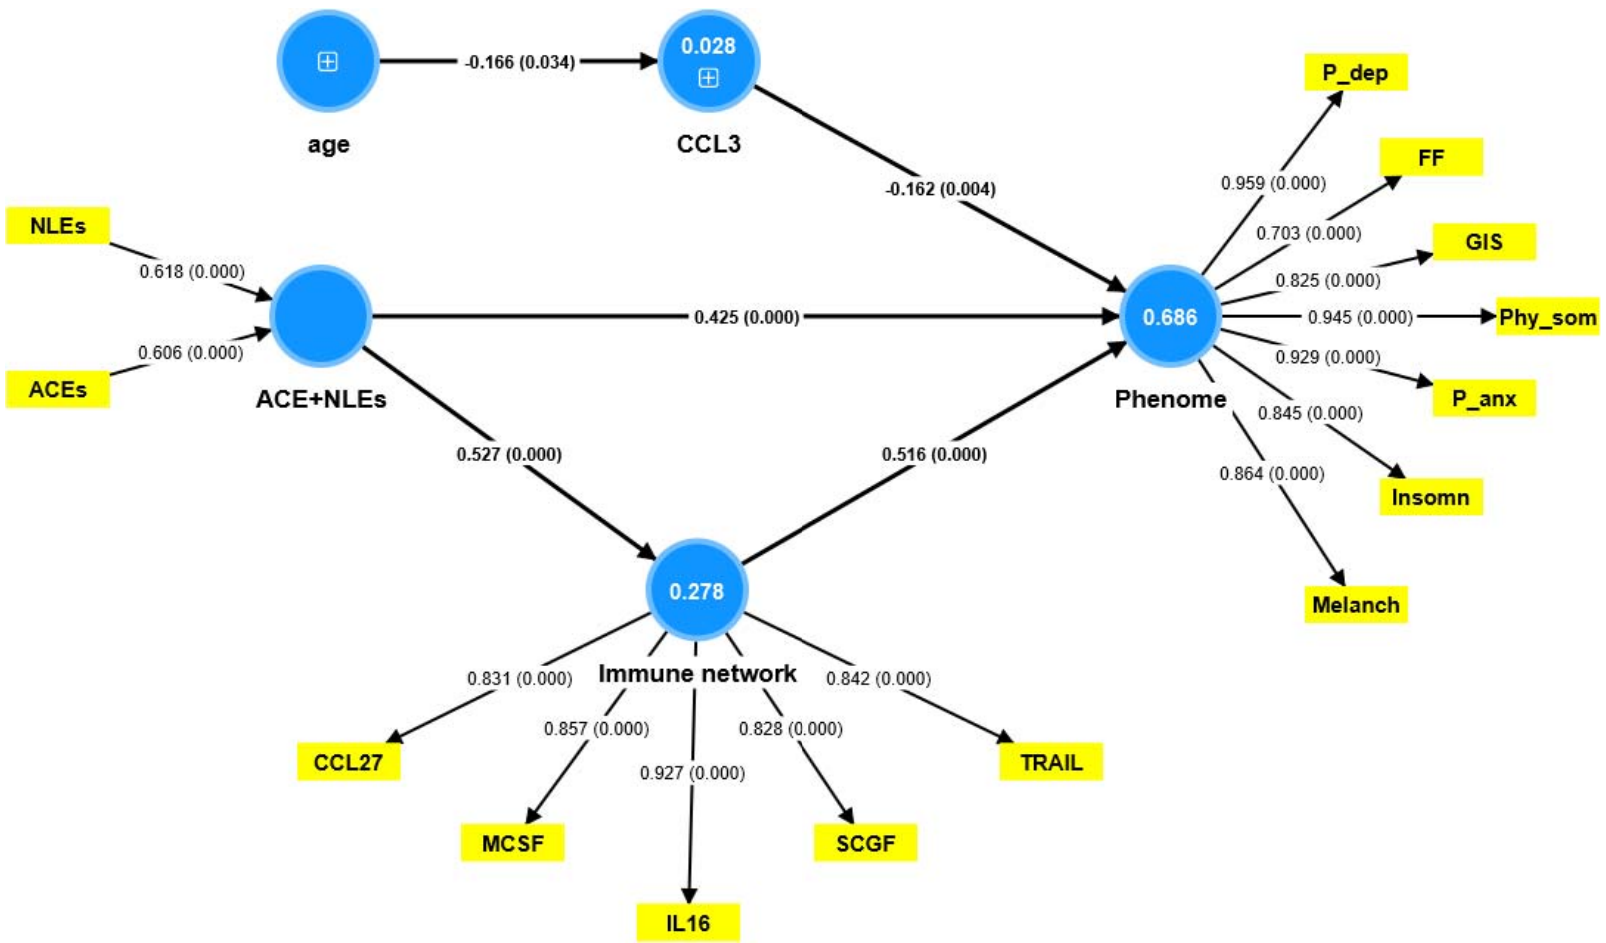 -0.166 (0.034)
0.028
age
CCL3
P_dep
FF
GIS
Phy_som
P_anx
Insomn
Melanch
-0.162 (0.004)
0.959 (0.000)
0.703 (0.000)
0.825 (0.000)
0.945 (0.000)
0.929 (0.000)
0.845 (0.000)
0.864 (0.000)
NLEs
0.618 (0.000)
0.606 (0.000)
ACEs
ACE+NLEs
0.425 (0.000)
0.686
Phenome
0.527 (0.000)
0.516 (0.000)
0.278
Immune network
0.831 (0.000)
0.857 (0.000)
0.927 (0.000)
0.828 (0.000)
0.842 (0.000)
CCL27
MCSF
IL16
SCGF
TRAIL